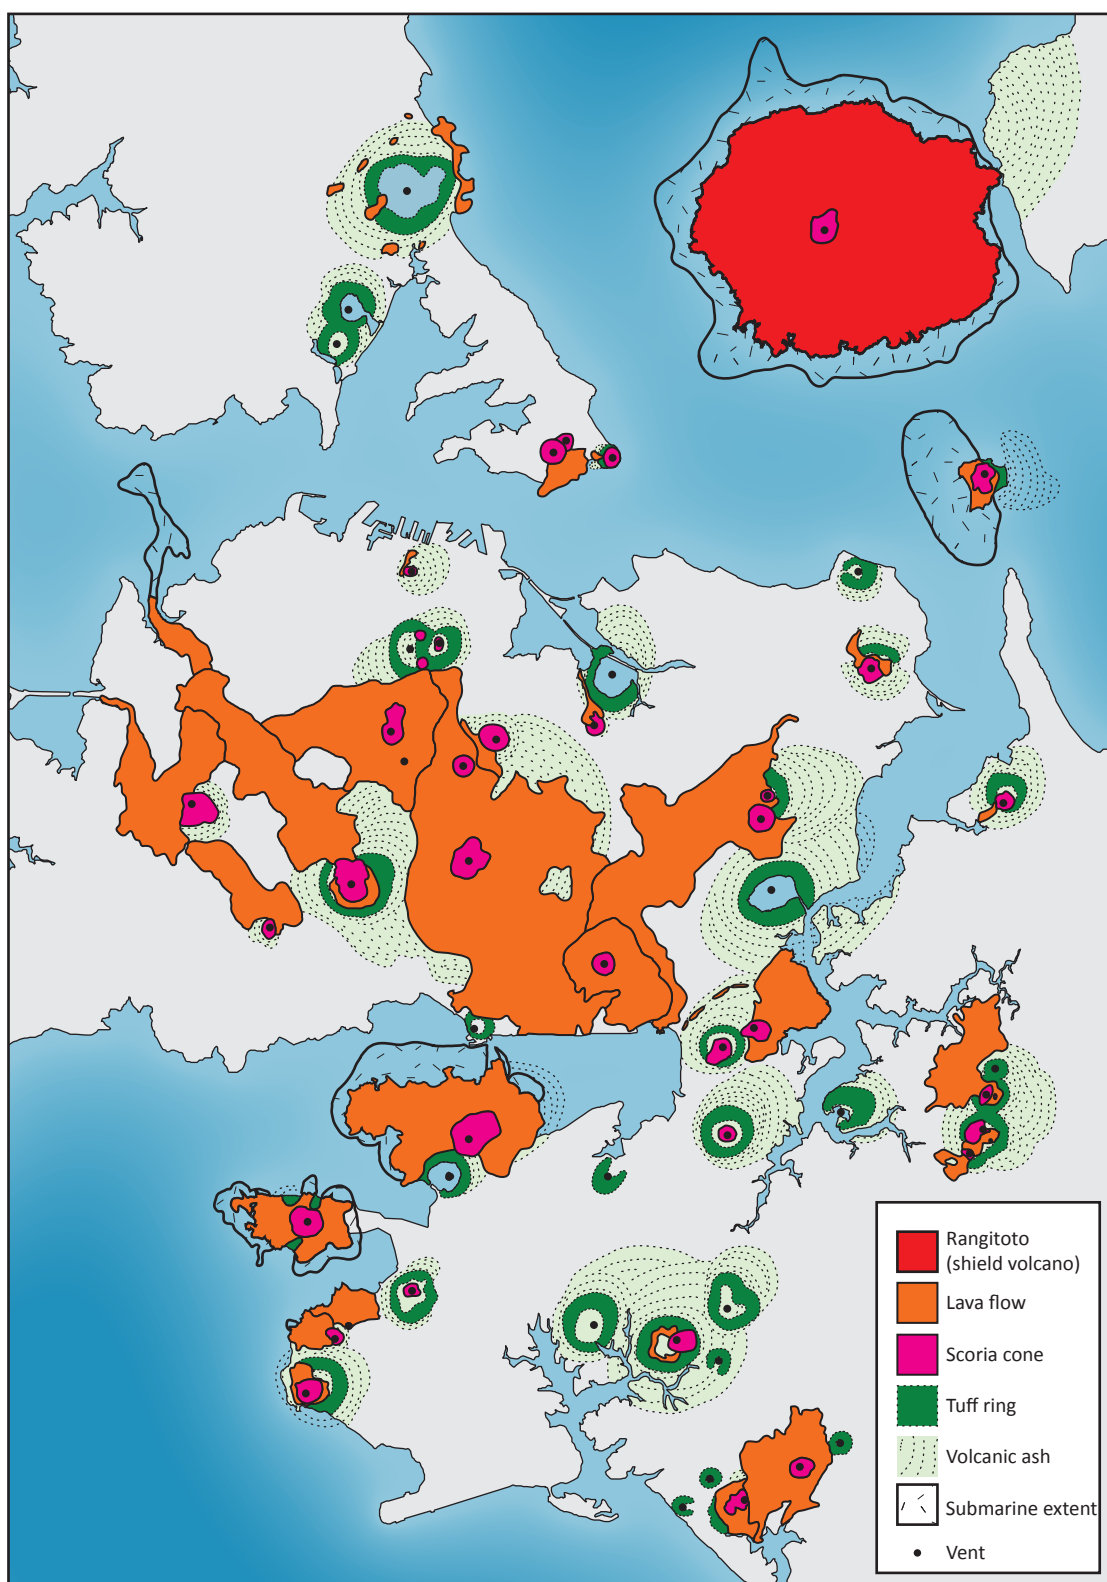 Rangitoto
(shield volcano)
Lava flow
Scoria cone
Tuff ring
Volcanic ash
Submarine extent
Vent